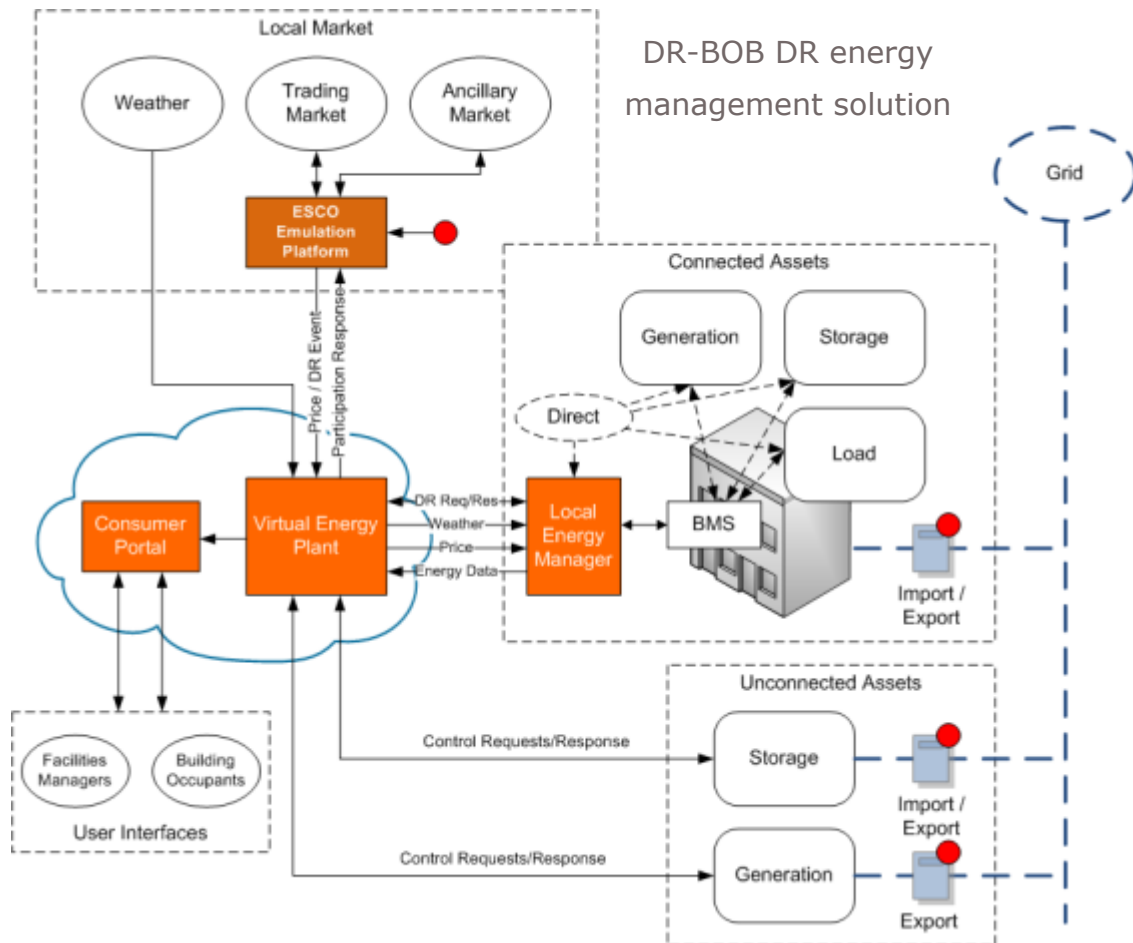 Local Market
DR-BOB DR energy
management solution
Weather
Trading
Market
Ancillary
Market
Grid
ESCO
Emulation
Platform
Connected Assets
Generation
Storage
Price / DR Event
Participation Response
Direct
Load
Consumer
Portal
Virtual Energy
Plant
DR Req/Res
Weather
Price
Energy Data
Local
Energy
Manager
BMS
Import /
Export
Unconnected Assets
Control Requests/Response
Storage
Import /
Export
Facilities
Managers
Building
Occupants
User Interfaces
Control Requests/Response
Generation
Export